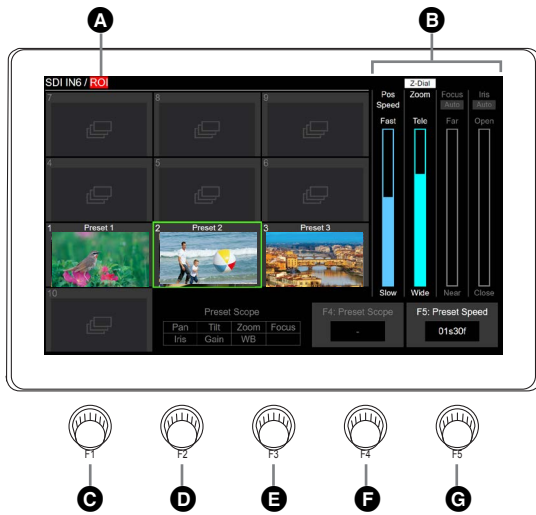 A
B
SDI IN6 / ROI
Z-Dial
Pos Speed
Zoom
Focus
Iris
Auto
Auto
Fast
Tele
Far
Open
7
8
9
4
5
6
1 Preset 1
2 Preset 2
3 Preset 3
10
Slow
Wide
Near
Close
Preset Scope
Pan Tilt Zoom Focus
Iris Gain WB
F4: Preset Scope
-
F5: Preset Speed
01s30f
F1
F2
F3
F4
F5
C
D
E
F
G